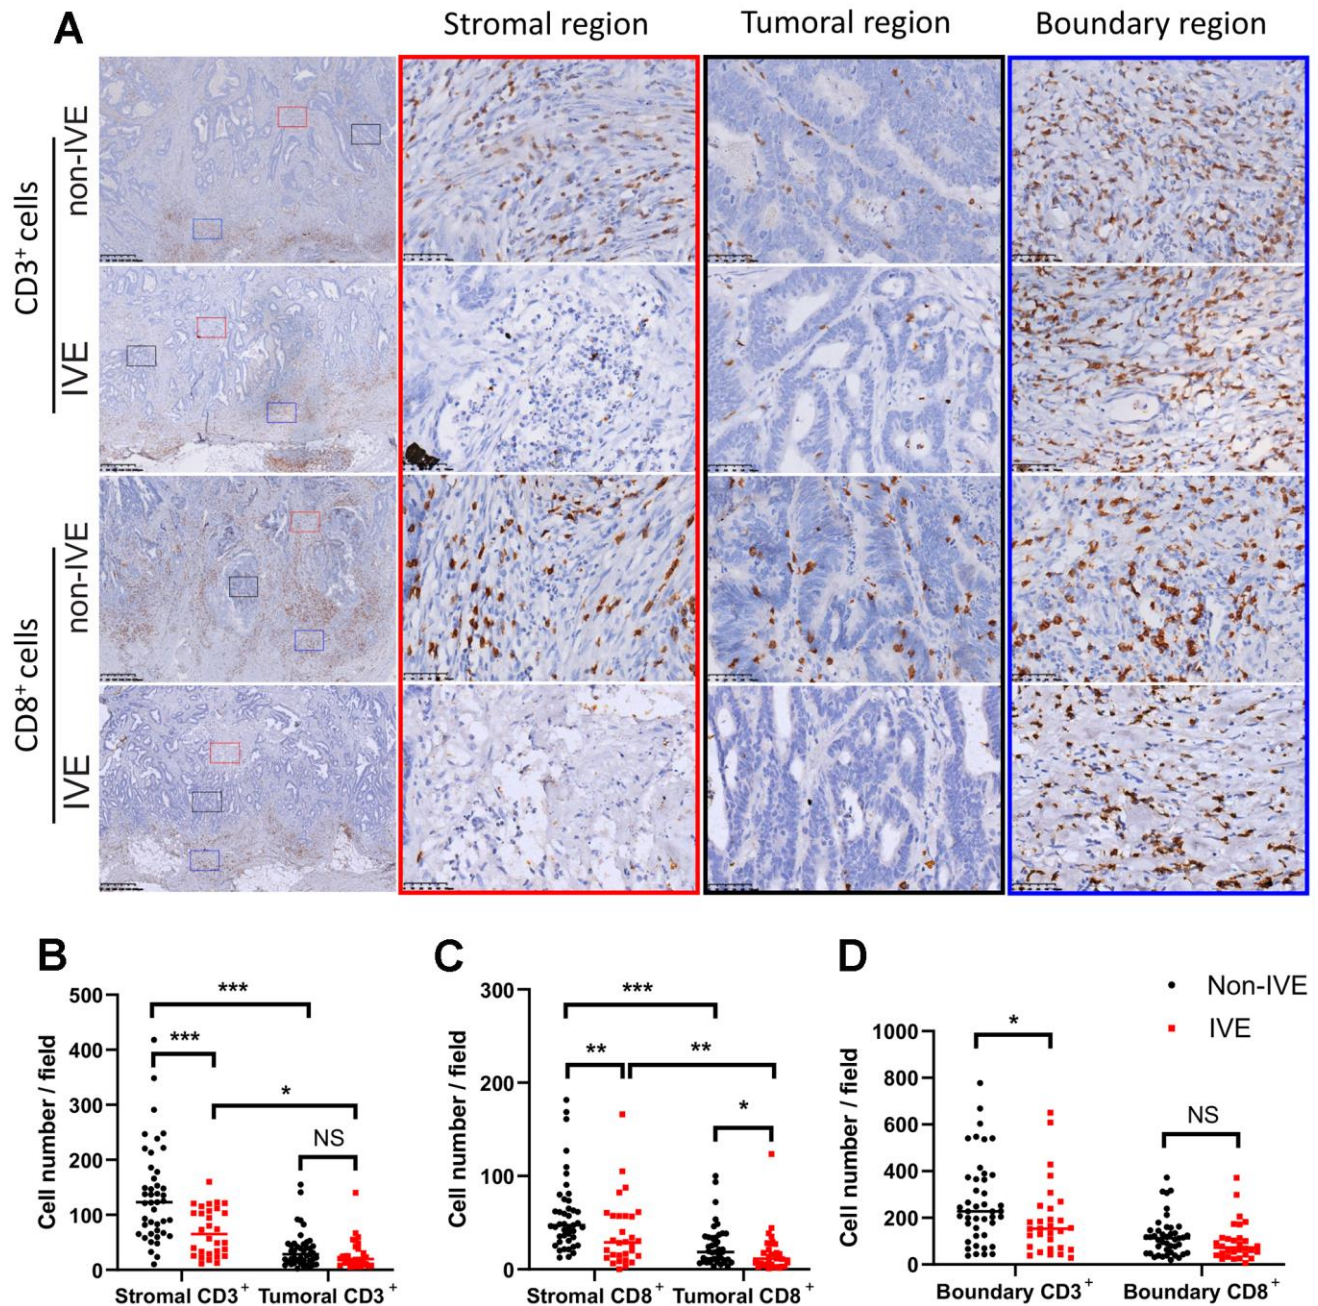 A
Stromal region
Tumoral region
Boundary region
CD3+ cells
non-IVE
IVE
CD8+ cells
non-IVE
IVE
B
Cell number / field
500
400
300
200
100
0
***
***
*
NS
Stromal CD3+
Tumoral CD3+
C
Cell number / field
300
200
100
0
***
**
**
*
Stromal CD8+
Tumoral CD8+
D
Non-IVE
IVE
Cell number / field
1000
800
600
400
200
0
*
NS
Boundary CD3+
Boundary CD8+